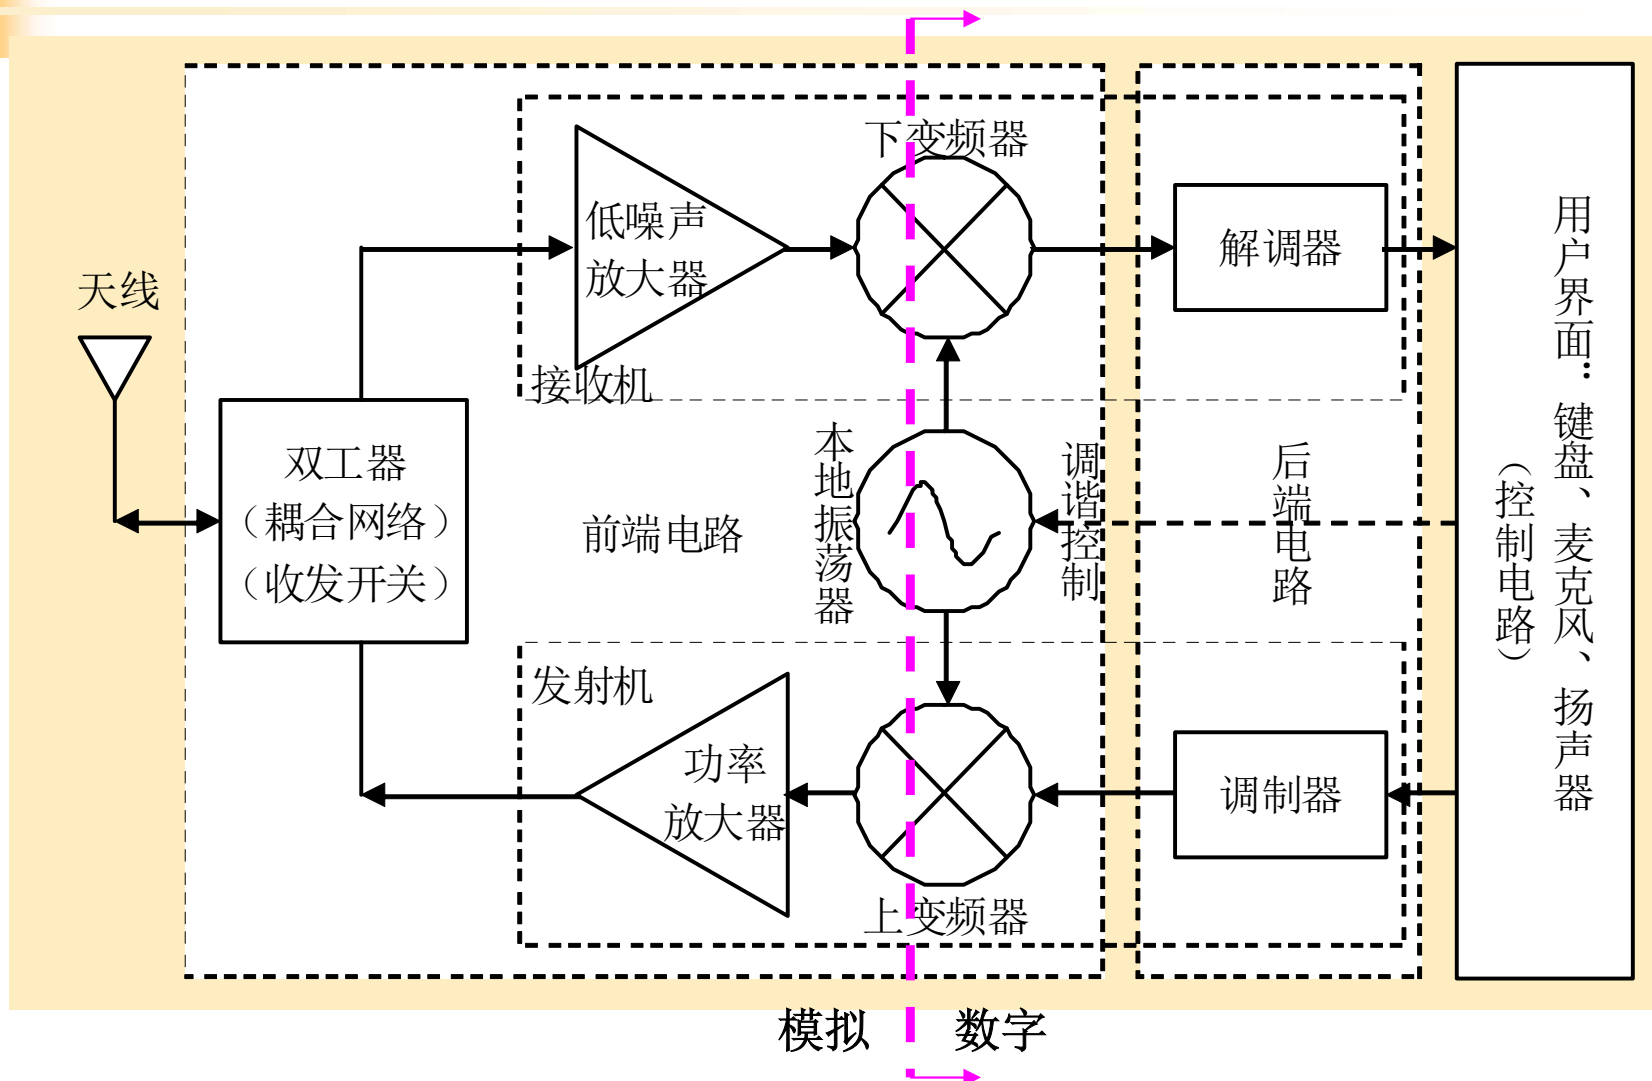 下变频器
低噪声
放大器
解调器
天线
接收机
双工器
（耦合网络）
（收发开关）
前端电路
本地振荡器
调谐控制
后端电路
用户界面：键盘、麦克风、扬声器
（控制电路）
发射机
功率
放大器
调制器
上变频器
模拟
数字